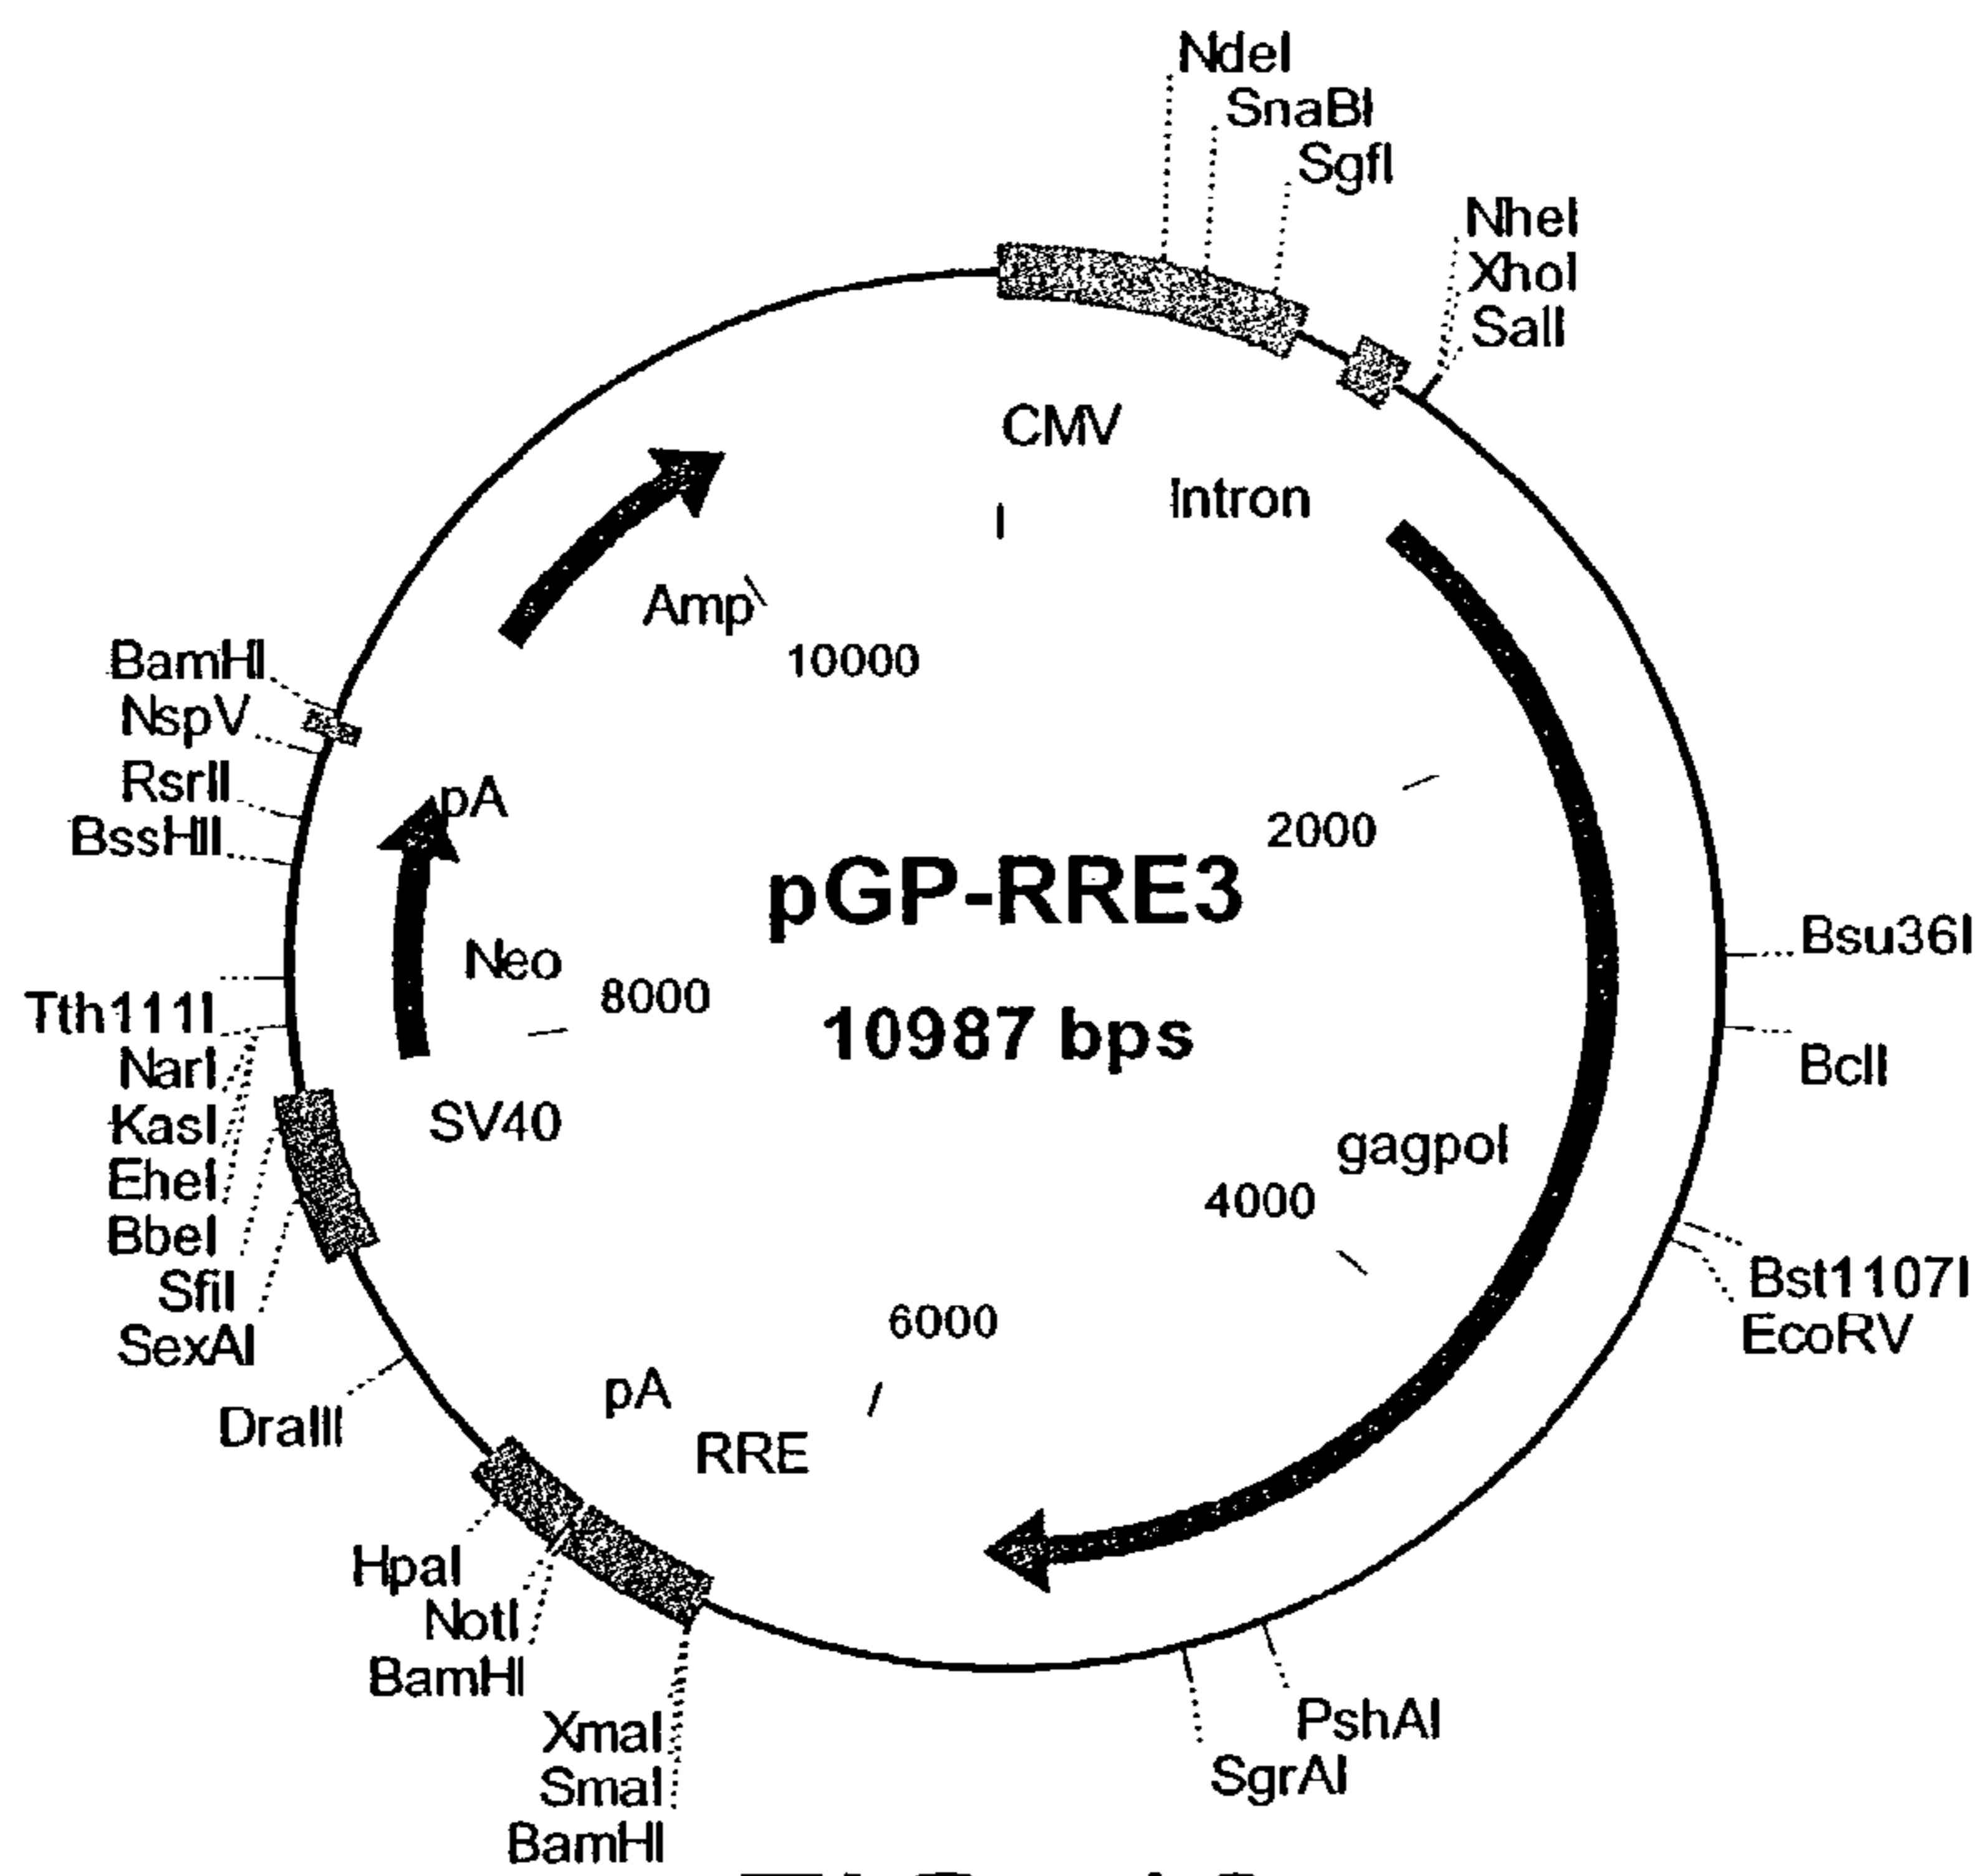 NdeI
SnaBI
SgfI
NheI
XhoI
SalI
CMV
Intron
Amp
10000
BamHI
NspV
RsrII
BssHII
pA
2000
pGP-RRE3
10987 bps
Neo
8000
Bsu36I
BclI
Tth111I
NarI
KasI
EheI
BbeI
SfiI
SexAI
SV40
gagpol
4000
Bst1107I
EcoRV
6000
DraIII
pA
RRE
HpaI
NotI
BamHI
XmaI
SmaI
BamHI
PshAI
SgrAI